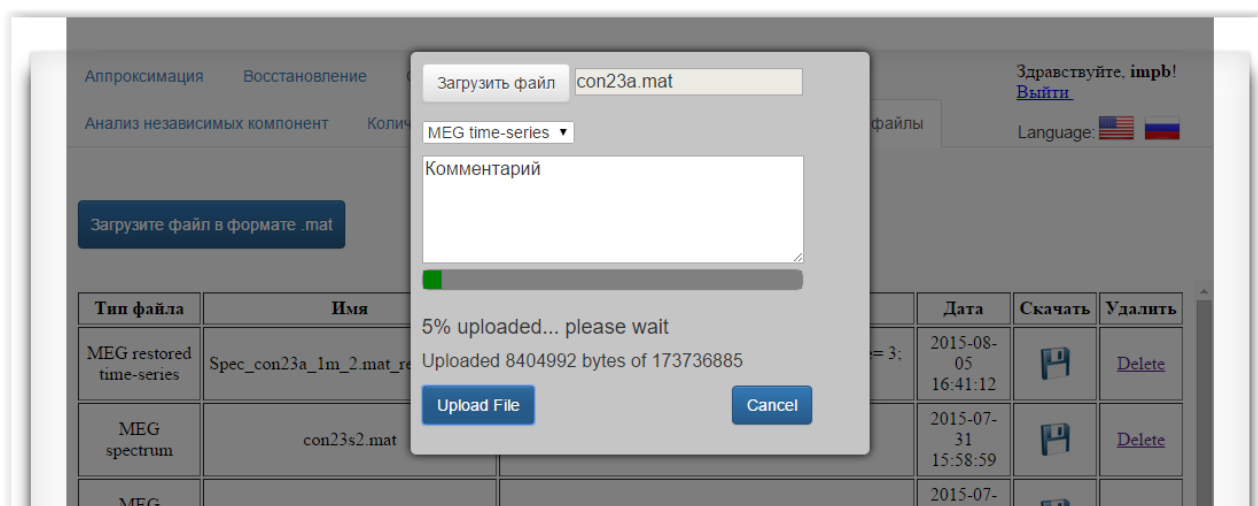 Аппроксимация Восстановление
Здравствуйте, impb!
Выйти
Анализ независимых компонент
файлы
Language:
Загрузить файл con23a.mat
MEG time-series
Комментарий
Загрузите файл в формате .mat
5% uploaded... please wait
Uploaded 8404992 bytes of 173736885
Upload File Cancel
Тип файла Имя Дата Скачать Удалить
MEG restored
time-series
Spec_con23a_1m_2.mat_re
= 3;
2015-08-
05
16:41:12
Delete
MEG
spectrum
con23s2.mat
2015-07-
31
15:58:59
Delete
MEG
2015-07-